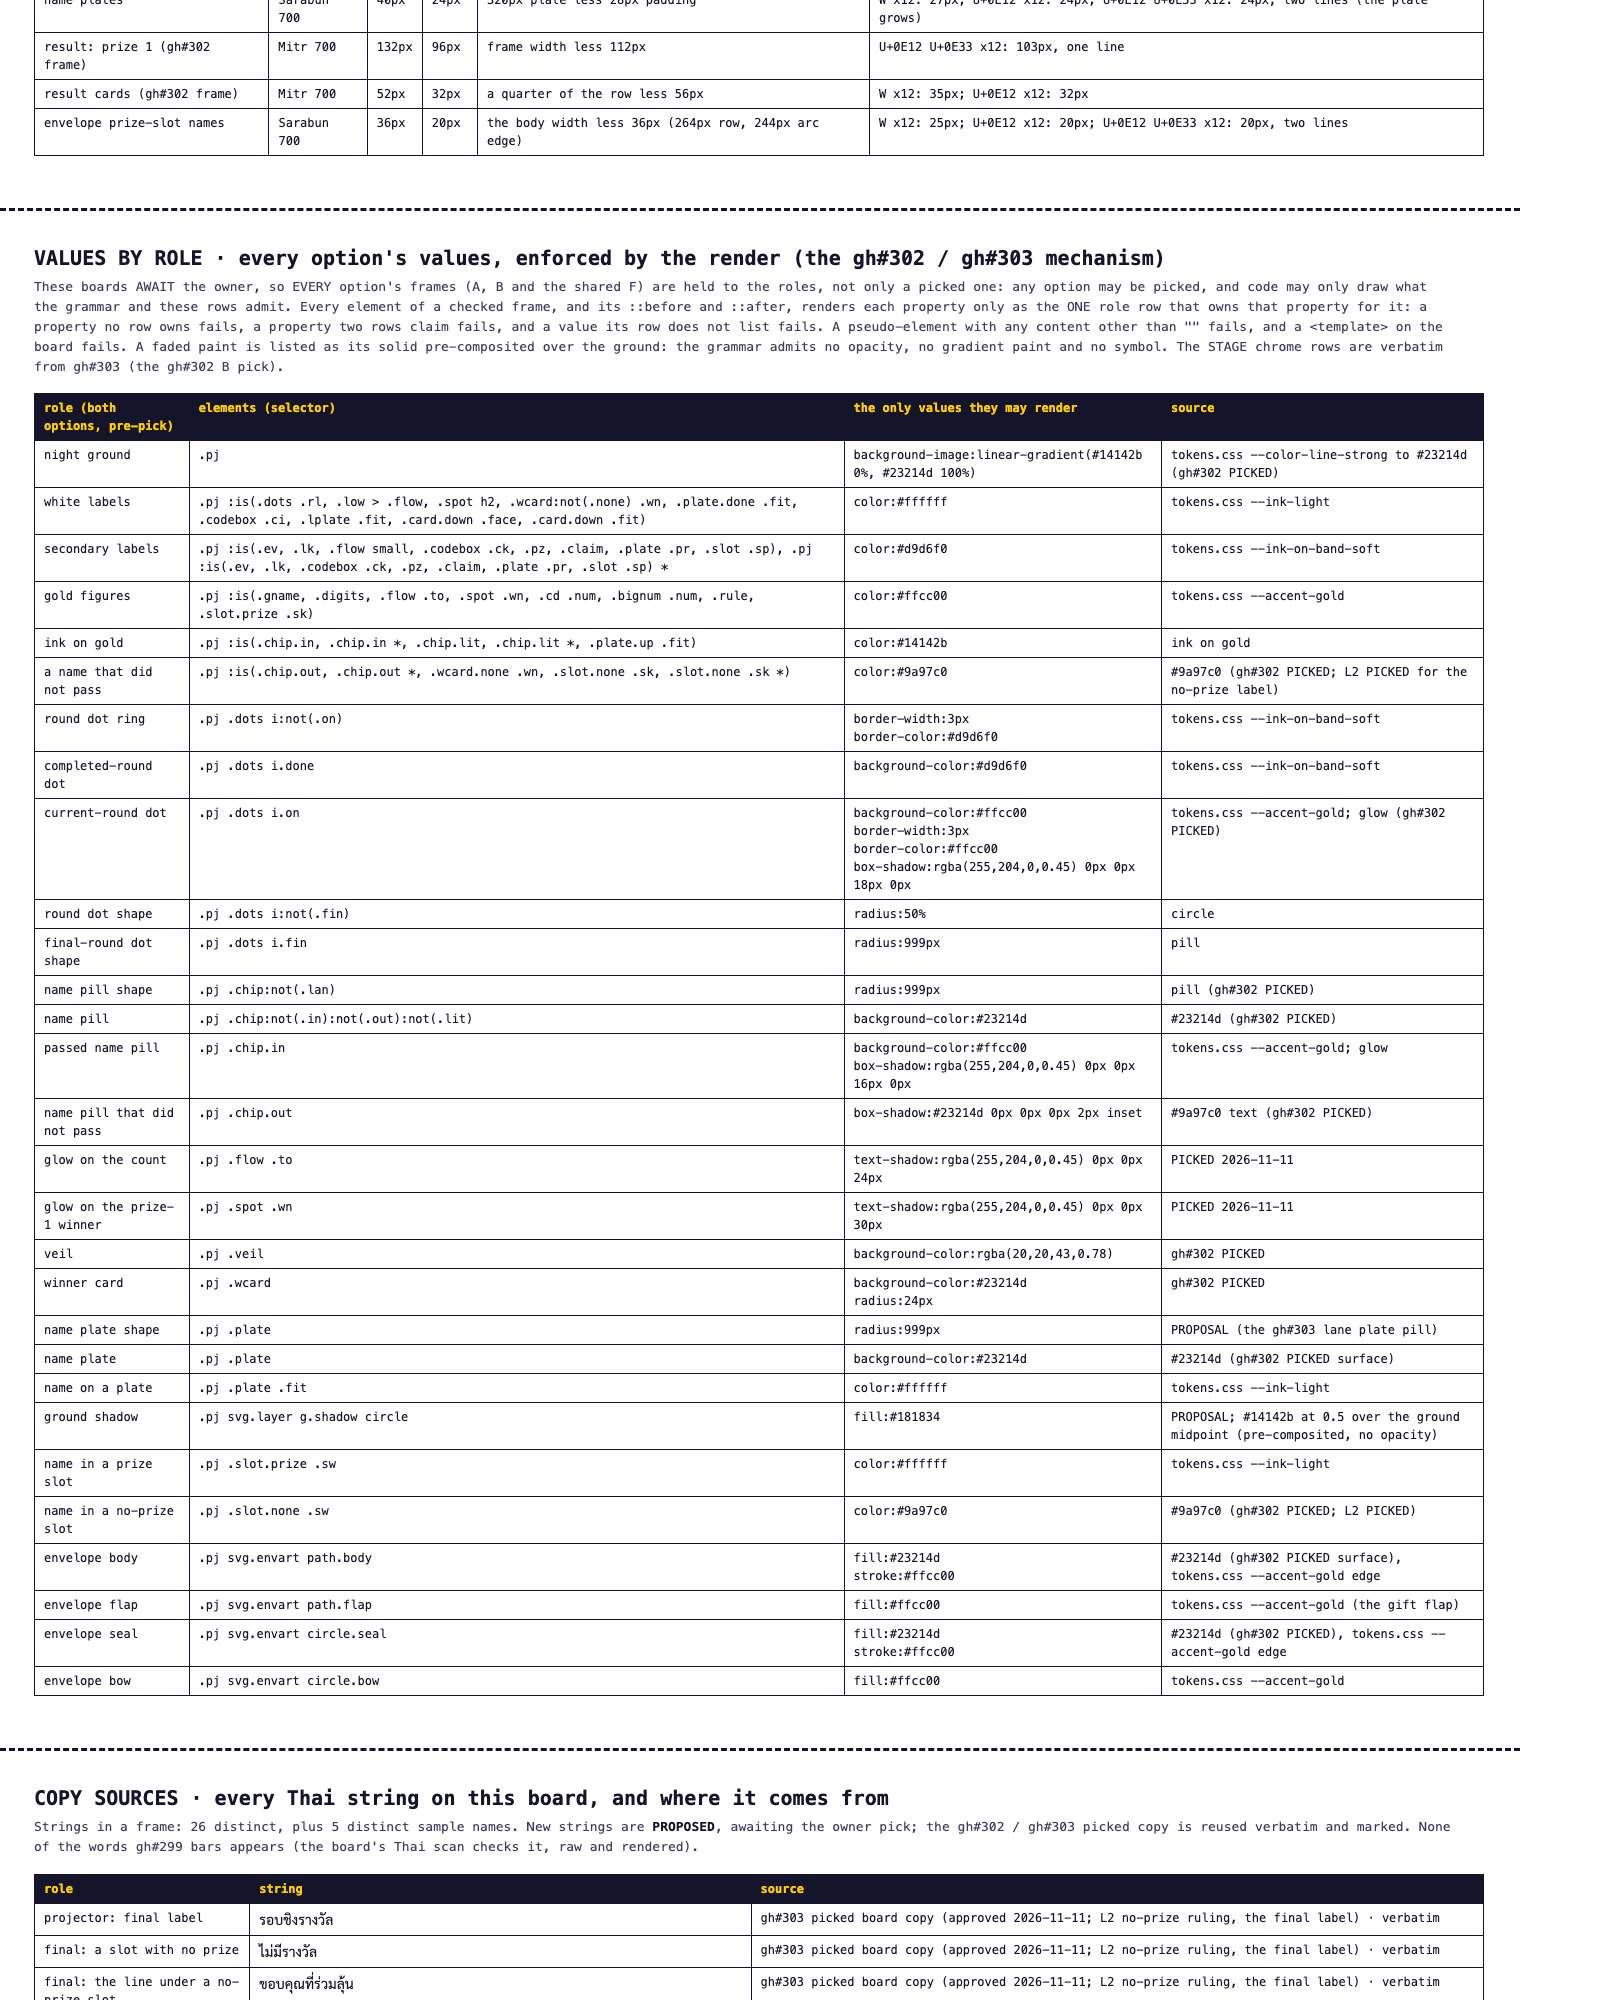 name plates
Sarabun
700
40px
24px
320px plate less 28px padding
W x12: 27px; U+0E12 x12: 24px; U+0E12 U+0E33 x12: 24px, two lines (the plate
grows)
result: prize 1 (gh#302
frame)
Mitr 700
132px
96px
frame width less 112px
U+0E12 U+0E33 x12: 103px, one line
result cards (gh#302 frame)
Mitr 700
52px
32px
a quarter of the row less 56px
W x12: 35px; U+0E12 x12: 32px
envelope prize-slot names
Sarabun
700
36px
20px
the body width less 36px (264px row, 244px arc
edge)
W x12: 25px; U+0E12 x12: 20px; U+0E12 U+0E33 x12: 20px, two lines
VALUES BY ROLE · every option's values, enforced by the render (the gh#302 / gh#303 mechanism)
These boards AWAIT the owner, so EVERY option's frames (A, B and the shared F) are held to the roles, not only a picked one: any option may be picked, and code may only draw what
the grammar and these rows admit. Every element of a checked frame, and its ::before and ::after, renders each property only as the ONE role row that owns that property for it: a
property no row owns fails, a property two rows claim fails, and a value its row does not list fails. A pseudo-element with any content other than "" fails, and a <template> on the
board fails. A faded paint is listed as its solid pre-composited over the ground: the grammar admits no opacity, no gradient paint and no symbol. The STAGE chrome rows are verbatim
from gh#303 (the gh#302 B pick).
role (both
options, pre-pick)
elements (selector)
the only values they may render
source
night ground
.pj
background-image:linear-gradient(#14142b
0%, #23214d 100%)
tokens.css --color-line-strong to #23214d
(gh#302 PICKED)
white labels
.pj :is(.dots .rl, .low > .flow, .spot h2, .wcard:not(.none) .wn, .plate.done .fit,
.codebox .ci, .lplate .fit, .card.down .face, .card.down .fit)
color:#ffffff
tokens.css --ink-light
secondary labels
.pj :is(.ev, .lk, .flow small, .codebox .ck, .pz, .claim, .plate .pr, .slot .sp), .pj
:is(.ev, .lk, .codebox .ck, .pz, .claim, .plate .pr, .slot .sp) *
color:#d9d6f0
tokens.css --ink-on-band-soft
gold figures
.pj :is(.gname, .digits, .flow .to, .spot .wn, .cd .num, .bignum .num, .rule,
.slot.prize .sk)
color:#ffcc00
tokens.css --accent-gold
ink on gold
.pj :is(.chip.in, .chip.in *, .chip.lit, .chip.lit *, .plate.up .fit)
color:#14142b
ink on gold
a name that did
not pass
.pj :is(.chip.out, .chip.out *, .wcard.none .wn, .slot.none .sk, .slot.none .sk *)
color:#9a97c0
#9a97c0 (gh#302 PICKED; L2 PICKED for the
no-prize label)
round dot ring
.pj .dots i:not(.on)
border-width:3px
border-color:#d9d6f0
tokens.css --ink-on-band-soft
completed-round
dot
.pj .dots i.done
background-color:#d9d6f0
tokens.css --ink-on-band-soft
current-round dot
.pj .dots i.on
background-color:#ffcc00
border-width:3px
border-color:#ffcc00
box-shadow:rgba(255,204,0,0.45) 0px 0px
18px 0px
tokens.css --accent-gold; glow (gh#302
PICKED)
round dot shape
.pj .dots i:not(.fin)
radius:50%
circle
final-round dot
shape
.pj .dots i.fin
radius:999px
pill
name pill shape
.pj .chip:not(.lan)
radius:999px
pill (gh#302 PICKED)
name pill
.pj .chip:not(.in):not(.out):not(.lit)
background-color:#23214d
#23214d (gh#302 PICKED)
passed name pill
.pj .chip.in
background-color:#ffcc00
box-shadow:rgba(255,204,0,0.45) 0px 0px
16px 0px
tokens.css --accent-gold; glow
name pill that did
not pass
.pj .chip.out
box-shadow:#23214d 0px 0px 0px 2px inset
#9a97c0 text (gh#302 PICKED)
glow on the count
.pj .flow .to
text-shadow:rgba(255,204,0,0.45) 0px 0px
24px
PICKED 2026-11-11
glow on the prize-
1 winner
.pj .spot .wn
text-shadow:rgba(255,204,0,0.45) 0px 0px
30px
PICKED 2026-11-11
veil
.pj .veil
background-color:rgba(20,20,43,0.78)
gh#302 PICKED
winner card
.pj .wcard
background-color:#23214d
radius:24px
gh#302 PICKED
name plate shape
.pj .plate
radius:999px
PROPOSAL (the gh#303 lane plate pill)
name plate
.pj .plate
background-color:#23214d
#23214d (gh#302 PICKED surface)
name on a plate
.pj .plate .fit
color:#ffffff
tokens.css --ink-light
ground shadow
.pj svg.layer g.shadow circle
fill:#181834
PROPOSAL; #14142b at 0.5 over the ground
midpoint (pre-composited, no opacity)
name in a prize
slot
.pj .slot.prize .sw
color:#ffffff
tokens.css --ink-light
name in a no-prize
slot
.pj .slot.none .sw
color:#9a97c0
#9a97c0 (gh#302 PICKED; L2 PICKED)
envelope body
.pj svg.envart path.body
fill:#23214d
stroke:#ffcc00
#23214d (gh#302 PICKED surface),
tokens.css --accent-gold edge
envelope flap
.pj svg.envart path.flap
fill:#ffcc00
tokens.css --accent-gold (the gift flap)
envelope seal
.pj svg.envart circle.seal
fill:#23214d
stroke:#ffcc00
#23214d (gh#302 PICKED), tokens.css --
accent-gold edge
envelope bow
.pj svg.envart circle.bow
fill:#ffcc00
tokens.css --accent-gold
COPY SOURCES · every Thai string on this board, and where it comes from
Strings in a frame: 26 distinct, plus 5 distinct sample names. New strings are PROPOSED, awaiting the owner pick; the gh#302 / gh#303 picked copy is reused verbatim and marked. None
of the words gh#299 bars appears (the board's Thai scan checks it, raw and rendered).
role
string
source
projector: final label
รอบชิงรางวัล
gh#303 picked board copy (approved 2026-11-11; L2 no-prize ruling, the final label) · verbatim
final: a slot with no prize
ไม่มีรางวัล
gh#303 picked board copy (approved 2026-11-11; L2 no-prize ruling, the final label) · verbatim
final: the line under a no-
prize slot
ขอบคุณที่ร่วมลุ้น
gh#303 picked board copy (approved 2026-11-11; L2 no-prize ruling, the final label) · verbatim